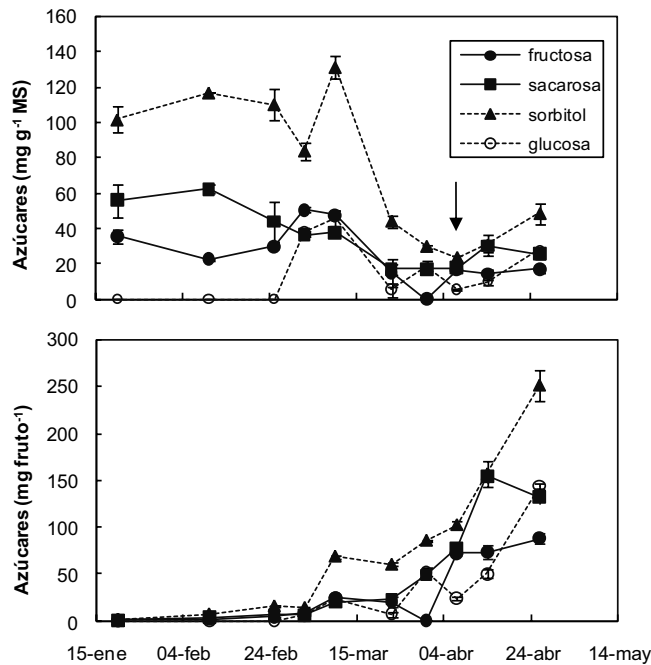 160
140
120
100
80
60
40
20
0
Azúcares (mg g⁻¹ MS)
fructosa
sacarosa
sorbitol
glucosa
300
250
200
150
100
50
0
Azúcares (mg fruto⁻¹)
15-ene 04-feb 24-feb 15-mar 04-abr 24-abr 14-may